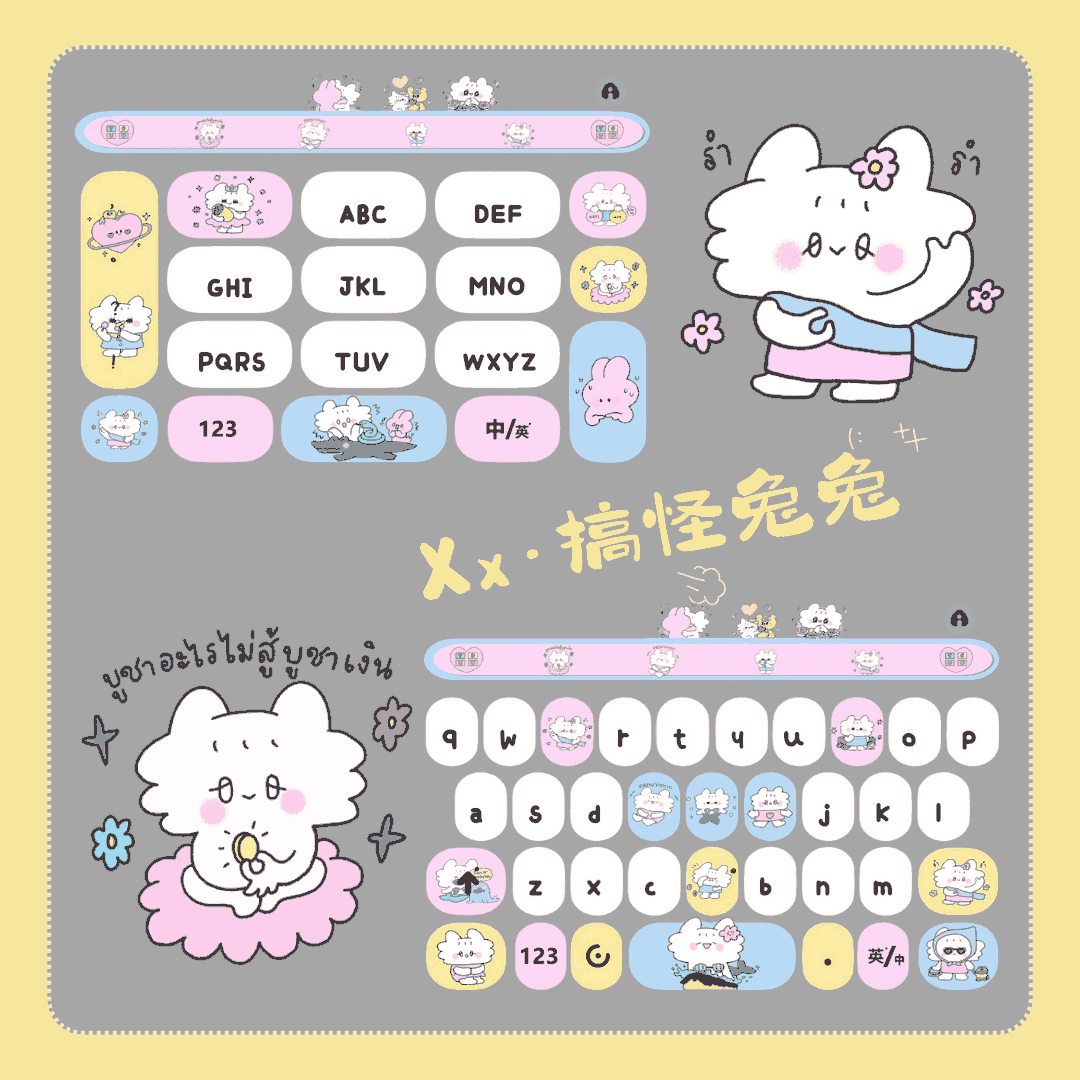 รำ รำ
ABC DEF
GHI JKL MNO
PQRS TUV WXYZ
123 中/英
Xx·搞怪兔兔
บูชาอะไรไม่สู้บูชาเงิน
q w r t y u o p
a s d j k l
z x c b n m
123 . 英/中